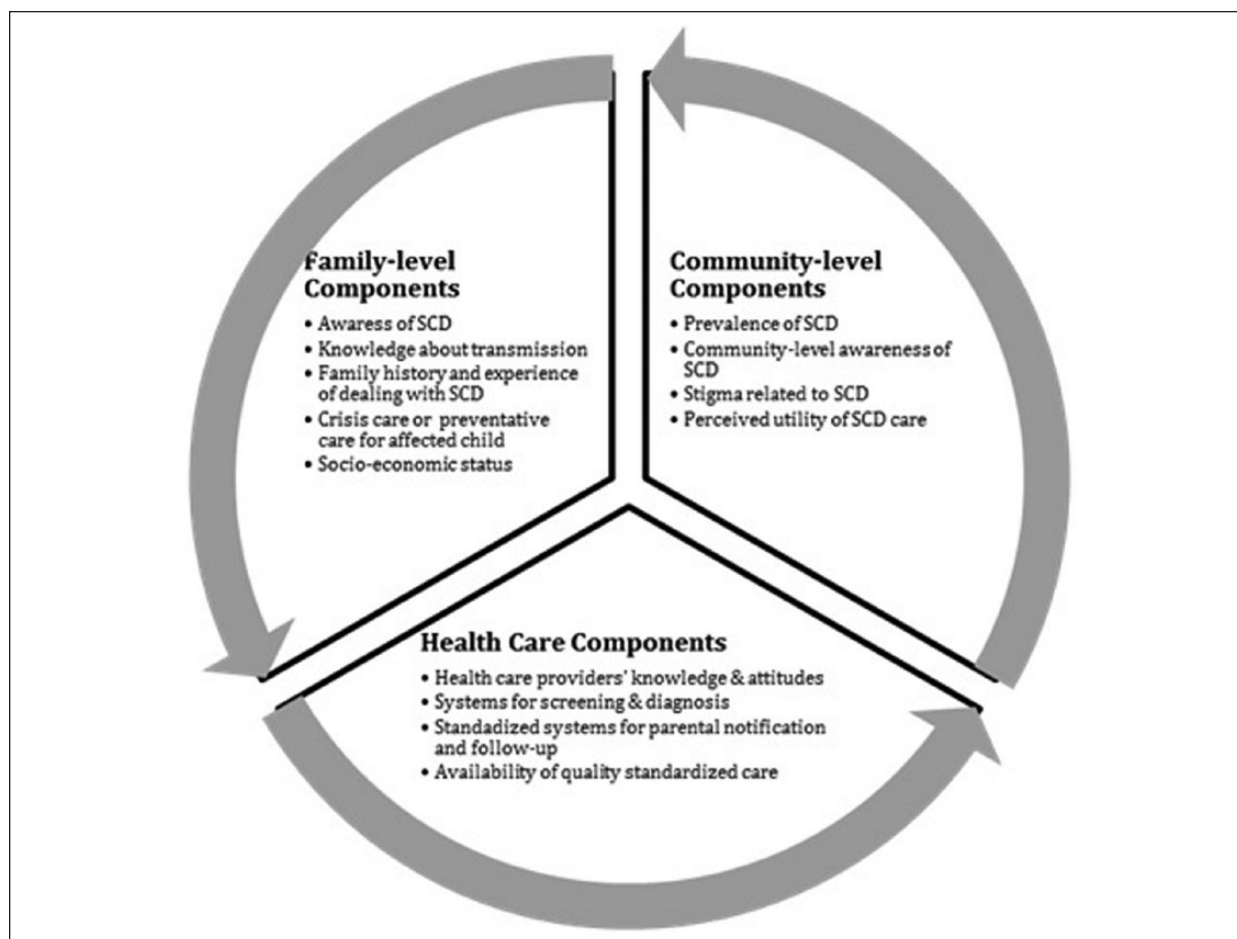 Family-level
Components
• Awaress of SCD
• Knowledge about transmission
• Family history and experience
of dealing with SCD
• Crisis care or preventative
care for affected child
• Socio-economic status
Community-level
Components
• Prevalence of SCD
• Community-level awareness of
SCD
• Stigma related to SCD
• Perceived utility of SCD care
Health Care Components
• Health care providers' knowledge & attitudes
• Systems for screening & diagnosis
• Standadized systems for parental notification
and follow-up
• Availability of quality standardized care